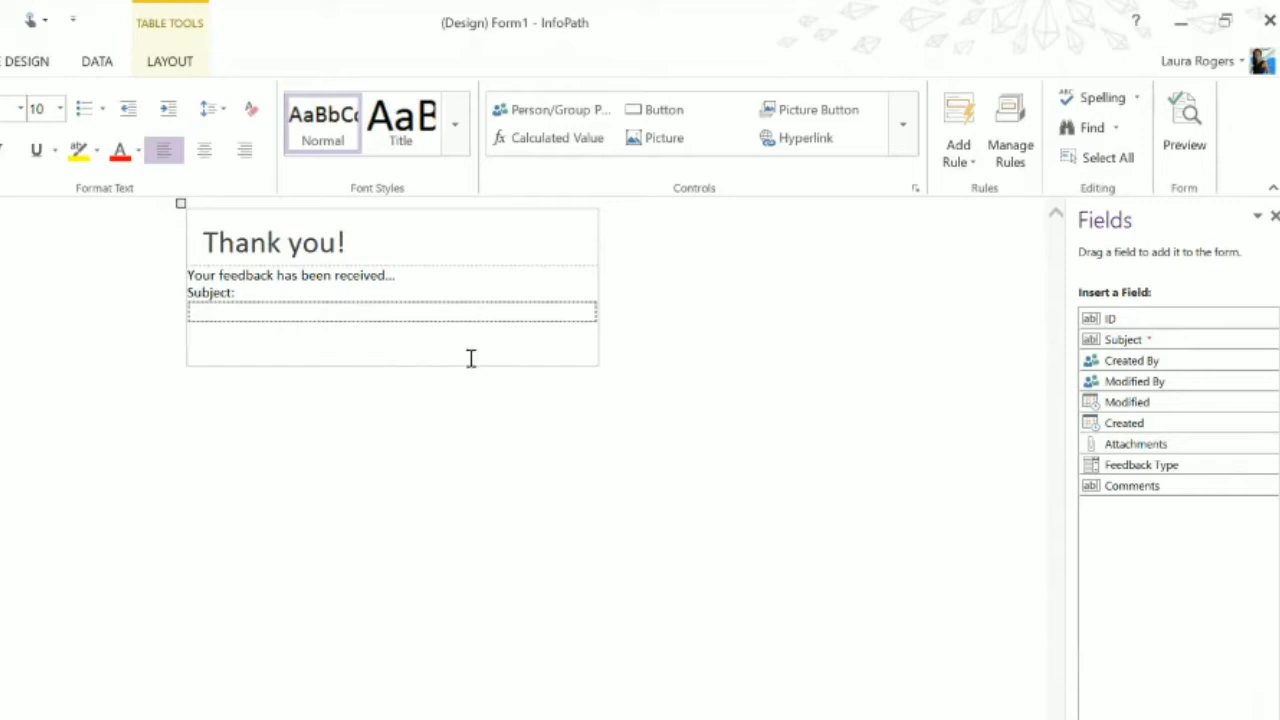 TABLE TOOLS
(Design) Form1 - InfoPath
?
DESIGN
DATA
LAYOUT
Laura Rogers
10
AaBbCc
Normal
AaB
Title
Person/Group P...
Button
Picture Button
Calculated Value
Picture
Hyperlink
Add
Rule
Manage
Rules
Spelling
Find
Select All
Preview
Format Text
Font Styles
Controls
Rules
Editing
Form
Thank you!
Your feedback has been received...
Subject:
Fields
Drag a field to add it to the form.
Insert a Field:
ID
Subject *
Created By
Modified By
Modified
Created
Attachments
Feedback Type
Comments